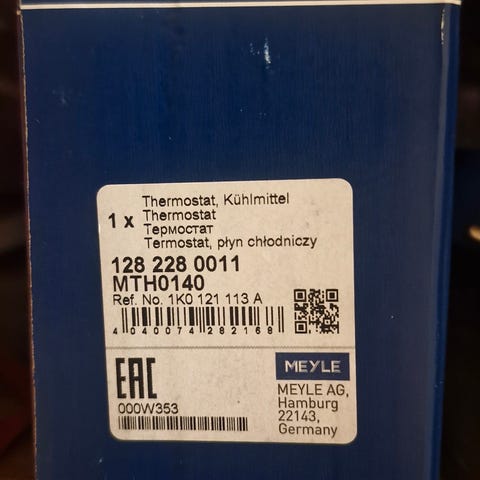 Thermostat, Kühlmittel
1 x Thermostat
Термостат
Termostat, płyn chłodniczy
128 228 0011
MTH0140
Ref. No. 1K0 121 113 A
4 040074 282168
EAC
000W353
MEYLE
MEYLE AG,
Hamburg
22143,
Germany